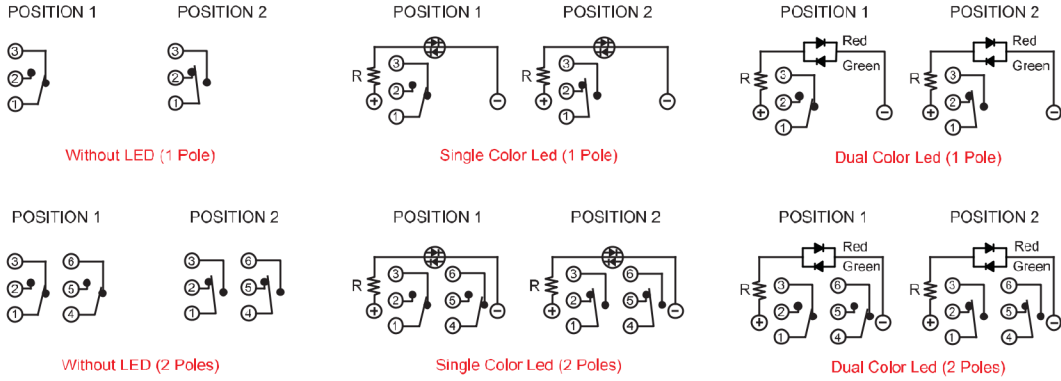 POSITION 1 POSITION 2 POSITION 1 POSITION 2 POSITION 1 POSITION 2
Red Red
3 3 R 3 R 3 R Green R Green
3 3
2 2 2 2 2 2
1 1 1 1 1 1
+ - + - + - + -
Without LED (1 Pole) Single Color Led (1 Pole) Dual Color Led (1 Pole)
POSITION 1 POSITION 2 POSITION 1 POSITION 2 POSITION 1 POSITION 2
Red Red
Green Green
3 6 3 6 3 6 3 6 3 6 3 6
R R R R
2 5 2 5 2 5 2 5 2 5 2 5
1 4 1 4 + 1 4 - + 1 4 - + 1 4 - + 1 4 -
Without LED (2 Poles) Single Color Led (2 Poles) Dual Color Led (2 Poles)